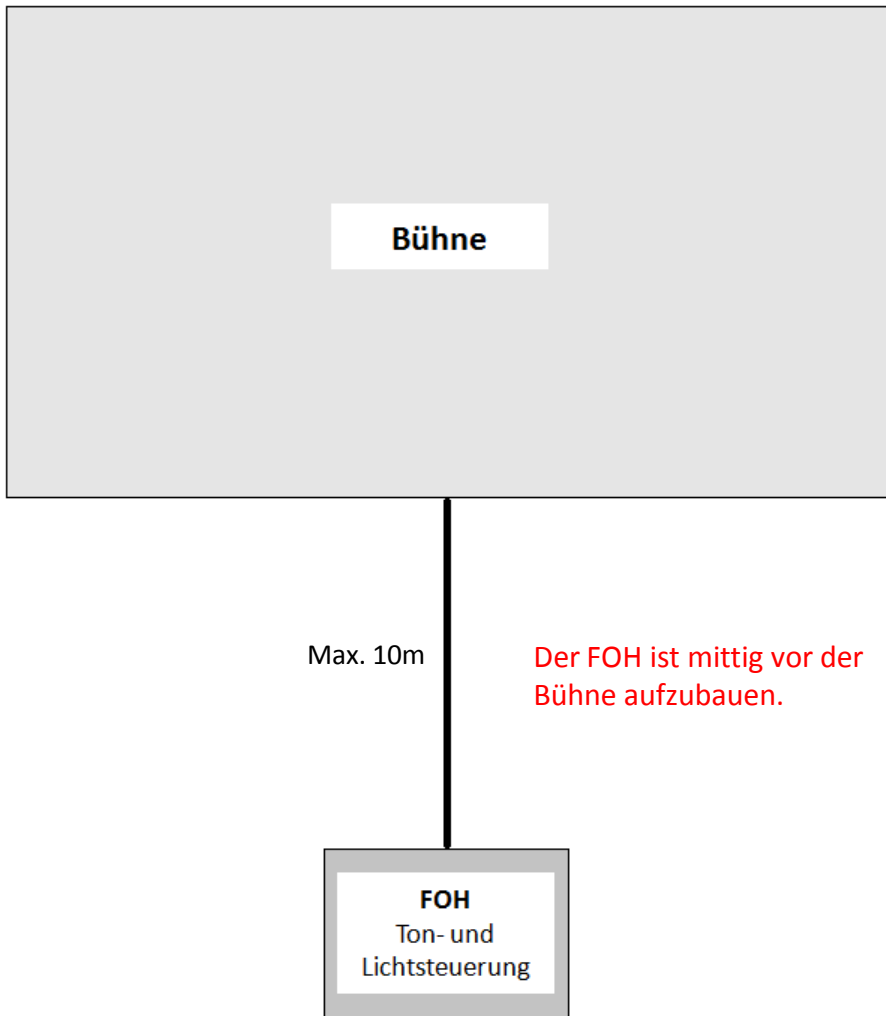 Bühne
Max. 10m
Der FOH ist mittig vor der
Bühne aufzubauen.
FOH
Ton- und
Lichtsteuerung